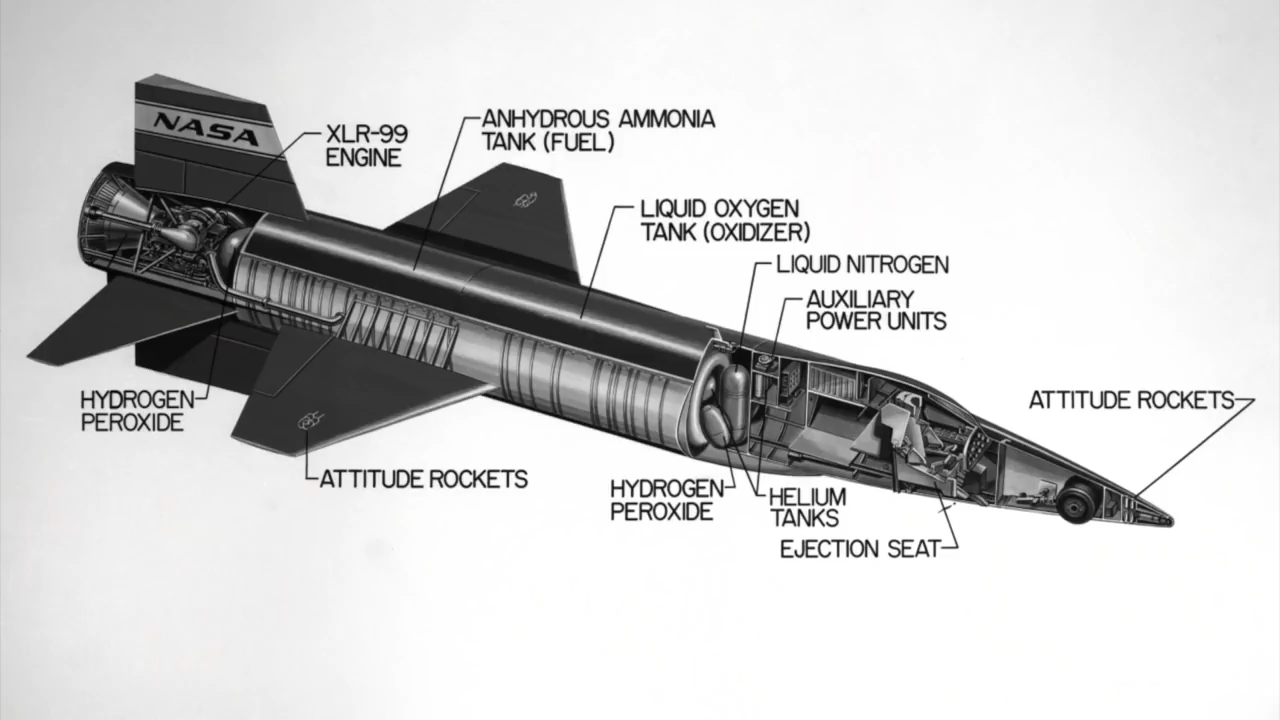 NASA
XLR-99
ENGINE
ANHYDROUS AMMONIA
TANK (FUEL)
LIQUID OXYGEN
TANK (OXIDIZER)
LIQUID NITROGEN
AUXILIARY
POWER UNITS
ATTITUDE ROCKETS
HYDROGEN
PEROXIDE
ATTITUDE ROCKETS
HYDROGEN
PEROXIDE
HELIUM
TANKS
EJECTION SEAT